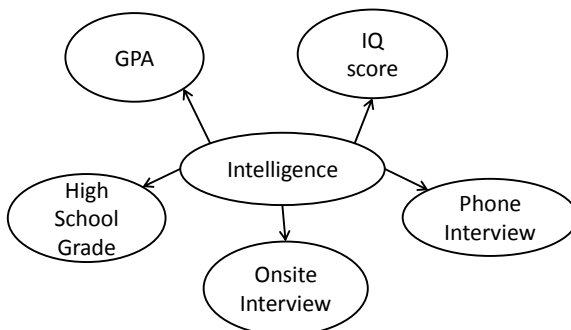 GPA
IQ
score
Intelligence
High
School
Grade
Phone
Interview
Onsite
Interview